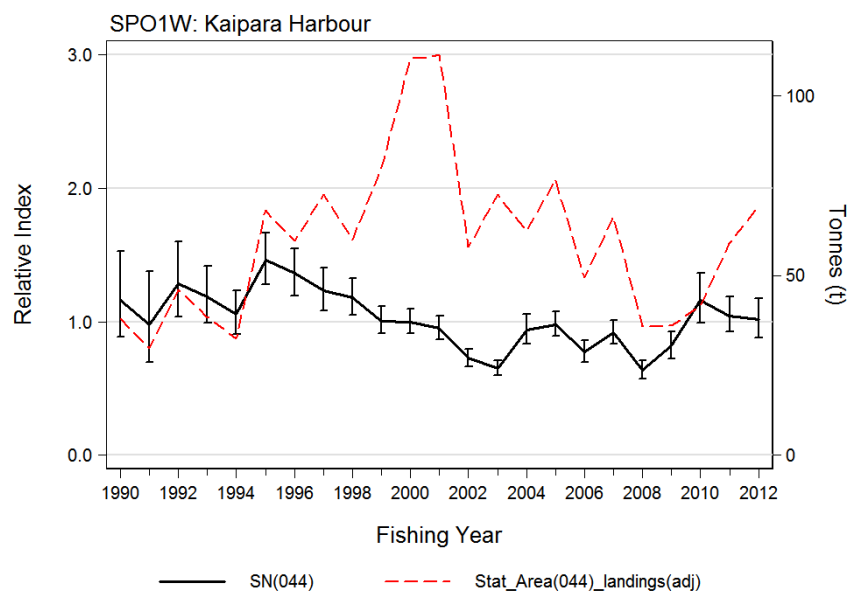 SPO1W: Kaipara Harbour
3.0
2.0
1.0
0.0
Relative Index
100
50
0
Tonnes (t)
1990 1992 1994 1996 1998 2000 2002 2004 2006 2008 2010 2012
Fishing Year
SN(044) Stat_Area(044)_landings(adj)